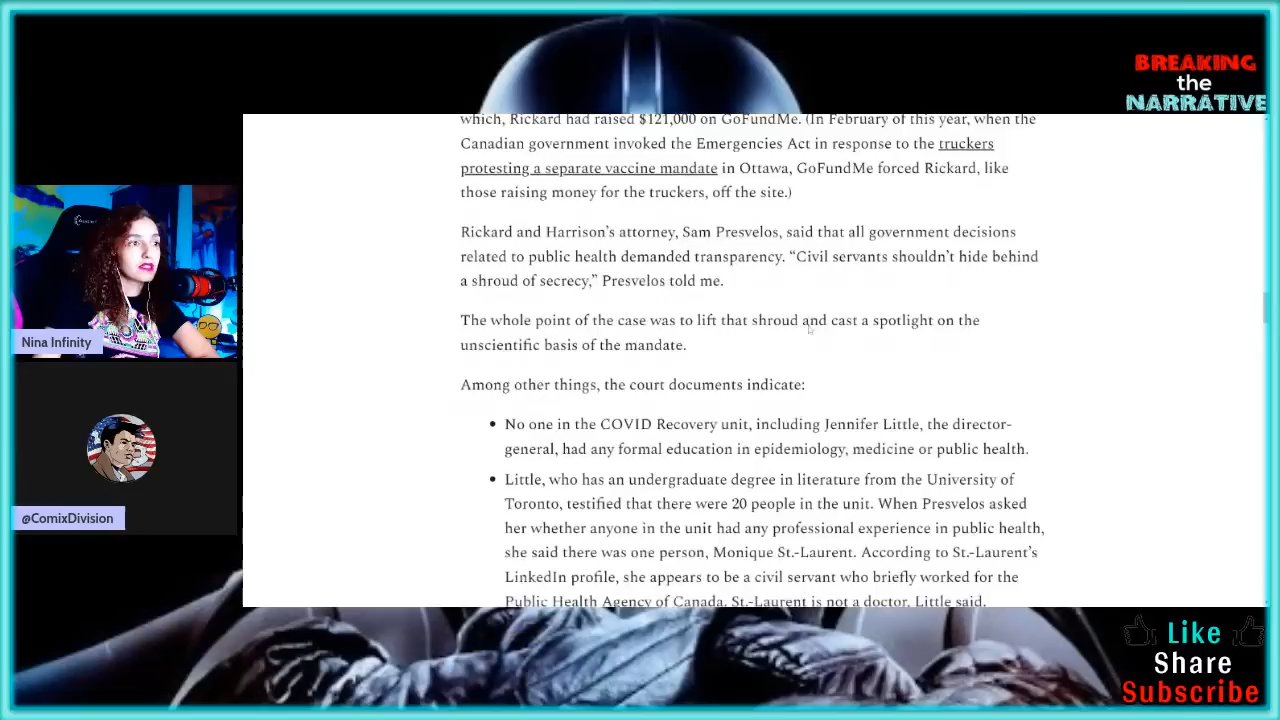 BREAKING
the
NARRATIVE
which, Rickard had raised $121,000 on GoFundMe. (In February of this year, when the
Canadian government invoked the Emergencies Act in response to the truckers
protesting a separate vaccine mandate in Ottawa, GoFundMe forced Rickard, like
those raising money for the truckers, off the site.)
Rickard and Harrison's attorney, Sam Presvelos, said that all government decisions
related to public health demanded transparency. “Civil servants shouldn't hide behind
a shroud of secrecy,” Presvelos told me.
The whole point of the case was to lift that shroud and cast a spotlight on the
unscientific basis of the mandate.
Among other things, the court documents indicate:
• No one in the COVID Recovery unit, including Jennifer Little, the director-
general, had any formal education in epidemiology, medicine or public health.
• Little, who has an undergraduate degree in literature from the University of
Toronto, testified that there were 20 people in the unit. When Presvelos asked
her whether anyone in the unit had any professional experience in public health,
she said there was one person, Monique St.-Laurent. According to St.-Laurent's
LinkedIn profile, she appears to be a civil servant who briefly worked for the
Public Health Agency of Canada. St.-Laurent is not a doctor, Little said.
Nina Infinity
@ComixDivision
Like
Share
Subscribe